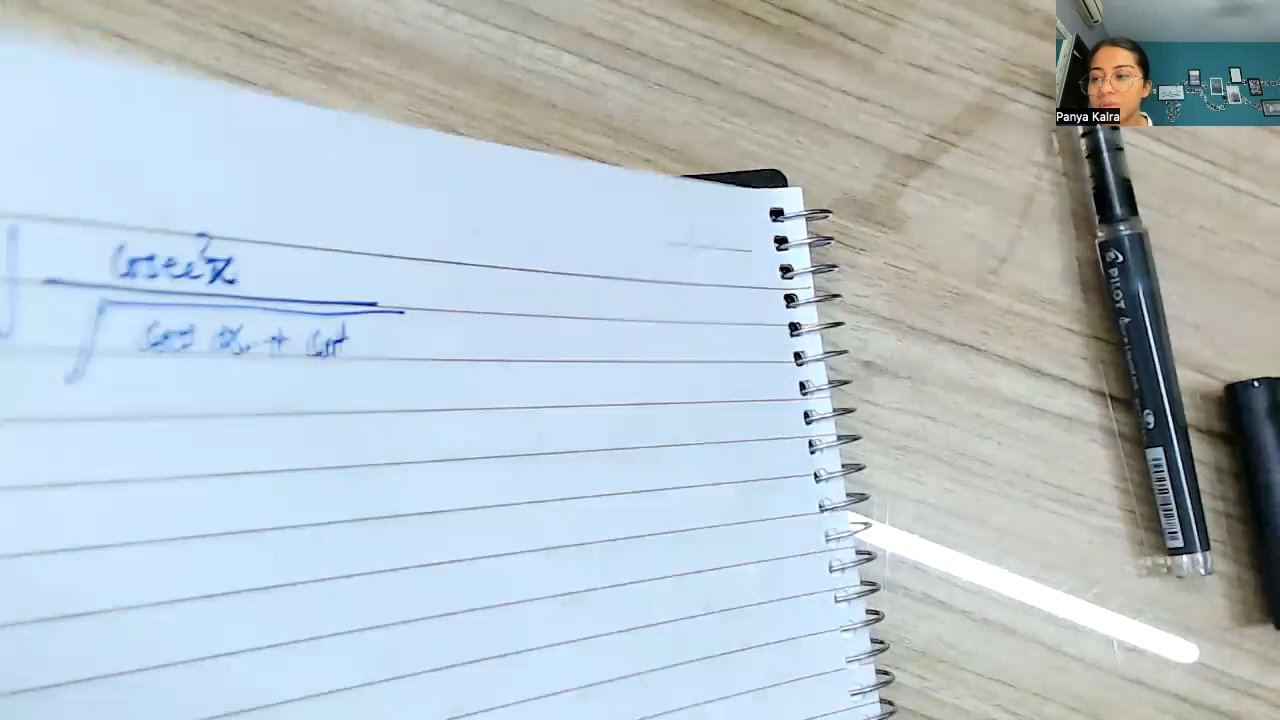 ∫ cosec²x
√ cot x + cot
Panya Kalra
PILOT